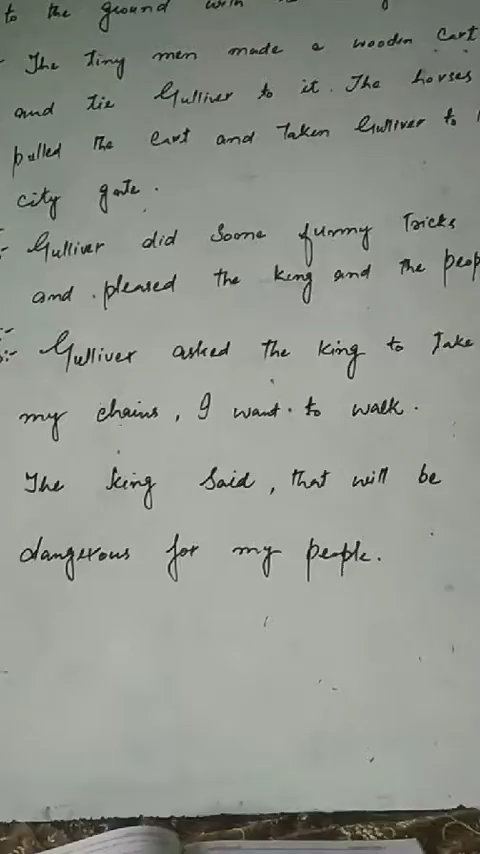 to the ground with
The tiny men made a wooden cart
and tie Gulliver to it. The horses
pulled the cart and taken Gulliver to
city gate.
:- Gulliver did some funny tricks
and pleased the king and the peop
:- Gulliver asked the king to take
my chains, I want to walk.
The king said, that will be
dangerous for my people.